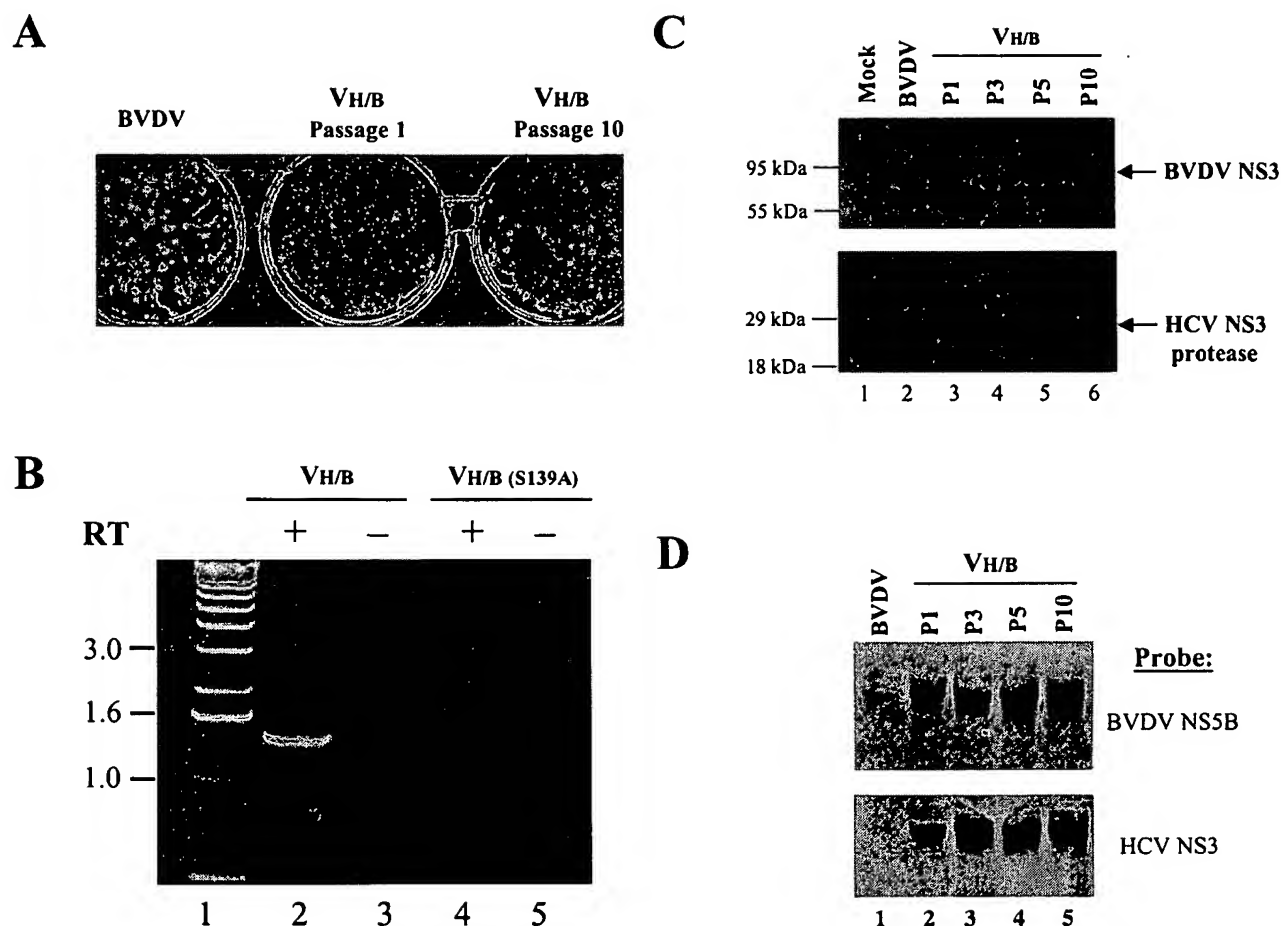 A
BVDV
VH/B
Passage 1
VH/B
Passage 10
B
VH/B
VH/B (S139A)
RT
+
−
+
−
3.0
1.6
1.0
1 2 3 4 5
C
VH/B
Mock
BVDV
P1
P3
P5
P10
95 kDa
55 kDa
BVDV NS3
29 kDa
18 kDa
HCV NS3
protease
1 2 3 4 5 6
D
VH/B
BVDV
P1
P3
P5
P10
Probe:
BVDV NS5B
HCV NS3
1 2 3 4 5